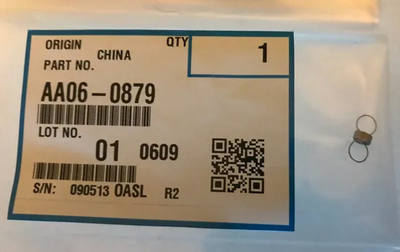 ORIGIN CHINA QTY 1
PART NO.
AA06-0879
LOT NO.
01 0609
S/N: 090513 OASL R2